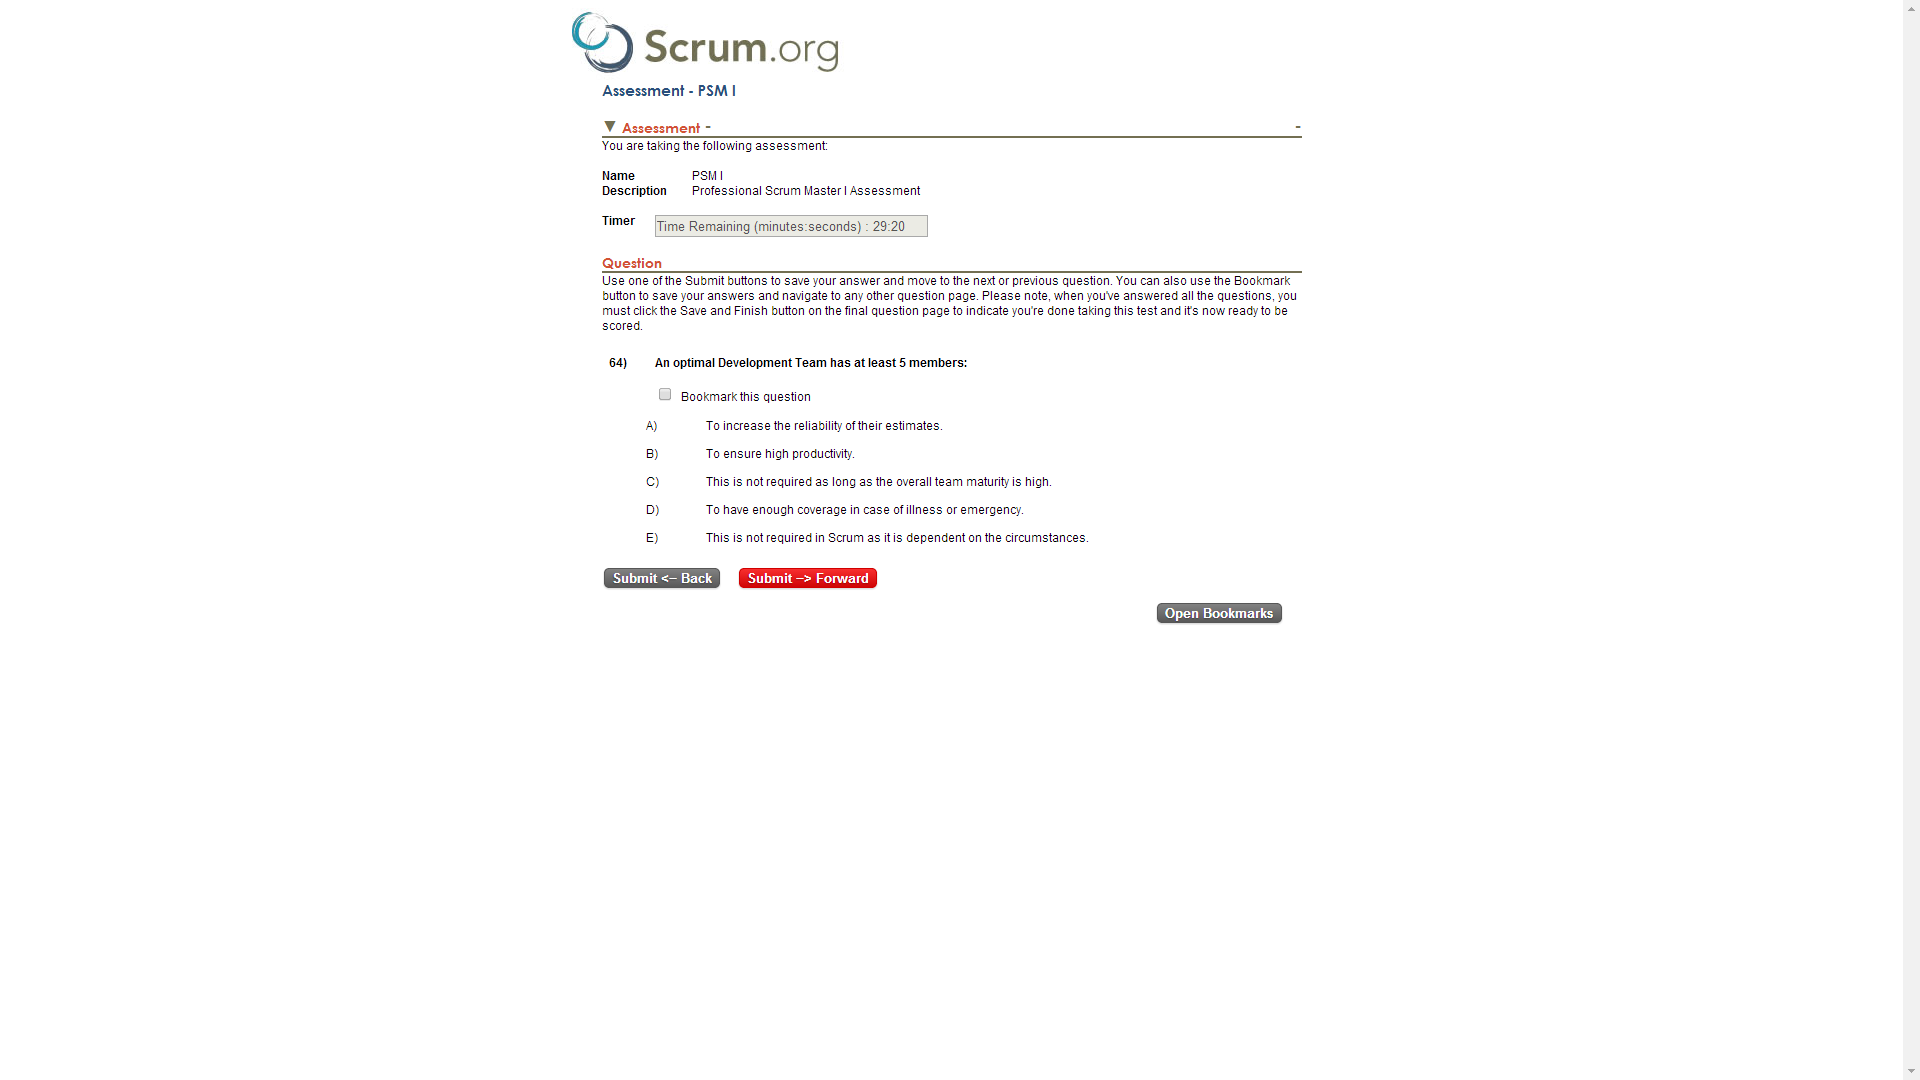 Scrum.org
Assessment - PSM I
▼ Assessment - -
You are taking the following assessment:
Name PSM I
Description Professional Scrum Master I Assessment
Timer Time Remaining (minutes:seconds) : 29:20
Question
Use one of the Submit buttons to save your answer and move to the next or previous question. You can also use the Bookmark
button to save your answers and navigate to any other question page. Please note, when you've answered all the questions, you
must click the Save and Finish button on the final question page to indicate you're done taking this test and it's now ready to be
scored.
64) An optimal Development Team has at least 5 members:
Bookmark this question
A) To increase the reliability of their estimates.
B) To ensure high productivity.
C) This is not required as long as the overall team maturity is high.
D) To have enough coverage in case of illness or emergency.
E) This is not required in Scrum as it is dependent on the circumstances.
Submit <-- Back Submit --> Forward
Open Bookmarks